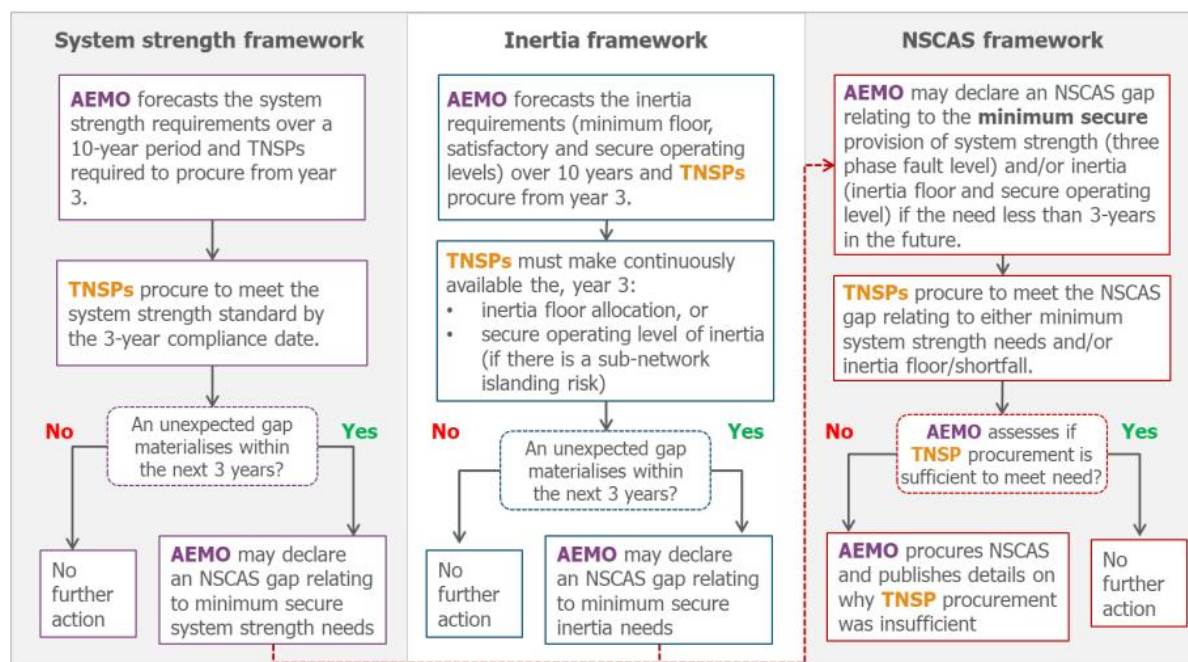 System strength framework
AEMO forecasts the system
strength requirements over a
10-year period and TNSPs
required to procure from year
3.
TNSPs procure to meet the
system strength standard by
the 3-year compliance date.
No
An unexpected gap
materialises within
the next 3 years?
Yes
No
further
action
AEMO may declare
an NSCAS gap relating
to minimum secure
system strength needs
Inertia framework
AEMO forecasts the inertia
requirements (minimum floor,
satisfactory and secure operating
levels) over 10 years and TNSPs
procure from year 3.
TNSPs must make continuously
available the, year 3:
• inertia floor allocation, or
• secure operating level of inertia
(if there is a sub-network
islanding risk)
No
An unexpected gap
materialises within
the next 3 years?
Yes
No
further
action
AEMO may declare
an NSCAS gap relating
to minimum secure
inertia needs
NSCAS framework
AEMO may declare an NSCAS gap
relating to the minimum secure
provision of system strength (three
phase fault level) and/or inertia
(inertia floor and secure operating
level) if the need less than 3-years
in the future.
TNSPs procure to meet the NSCAS
gap relating to either minimum
system strength needs and/or
inertia floor/shortfall.
No
AEMO assesses if
TNSP procurement is
sufficient to meet need?
Yes
AEMO procures NSCAS
and publishes details on
why TNSP procurement
was insufficient
No
further
action